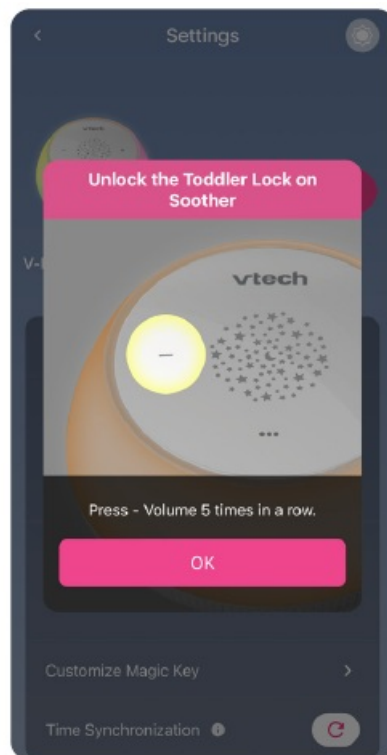 Settings
Unlock the Toddler Lock on
Soother
vtech
Press - Volume 5 times in a row.
OK
Customize Magic Key
Time Synchronization